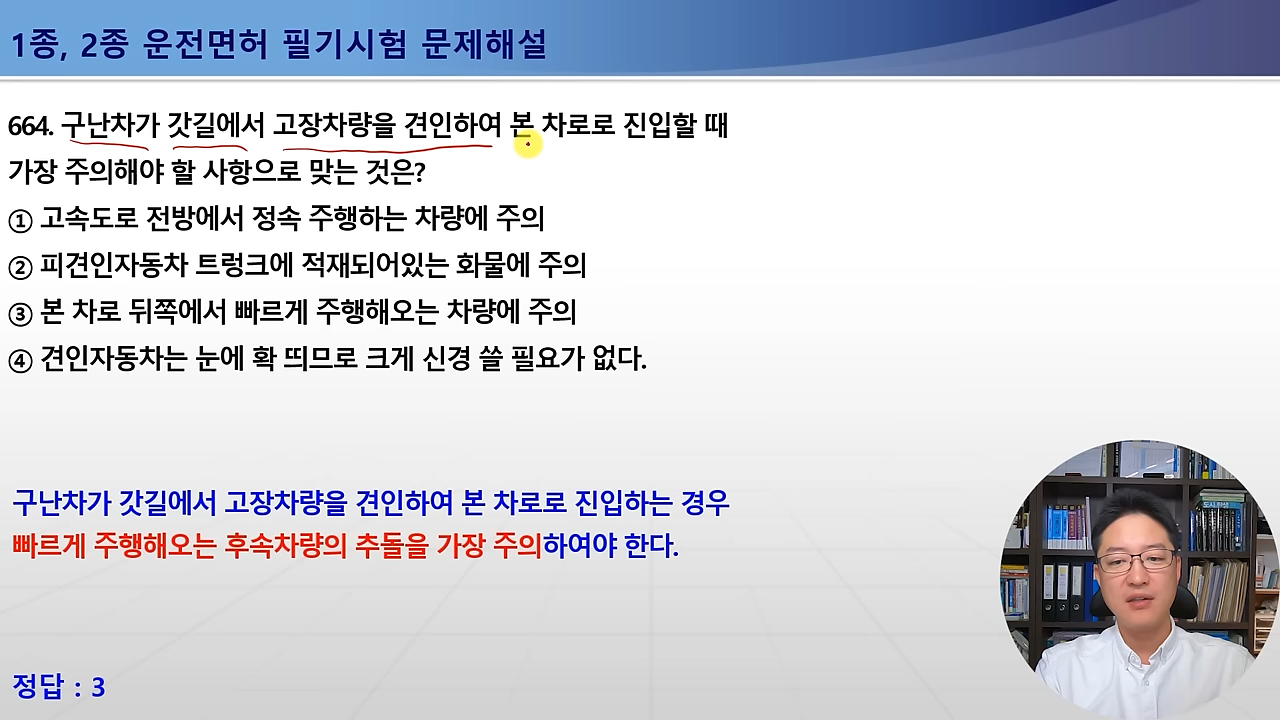 1종, 2종 운전면허 필기시험 문제해설
664. 구난차가 갓길에서 고장차량을 견인하여 본 차로로 진입할 때
가장 주의해야 할 사항으로 맞는 것은?
① 고속도로 전방에서 정속 주행하는 차량에 주의
② 피견인자동차 트렁크에 적재되어있는 화물에 주의
③ 본 차로 뒤쪽에서 빠르게 주행해오는 차량에 주의
④ 견인자동차는 눈에 확 띄므로 크게 신경 쓸 필요가 없다.
구난차가 갓길에서 고장차량을 견인하여 본 차로로 진입하는 경우
빠르게 주행해오는 후속차량의 추돌을 가장 주의하여야 한다.
정답 : 3